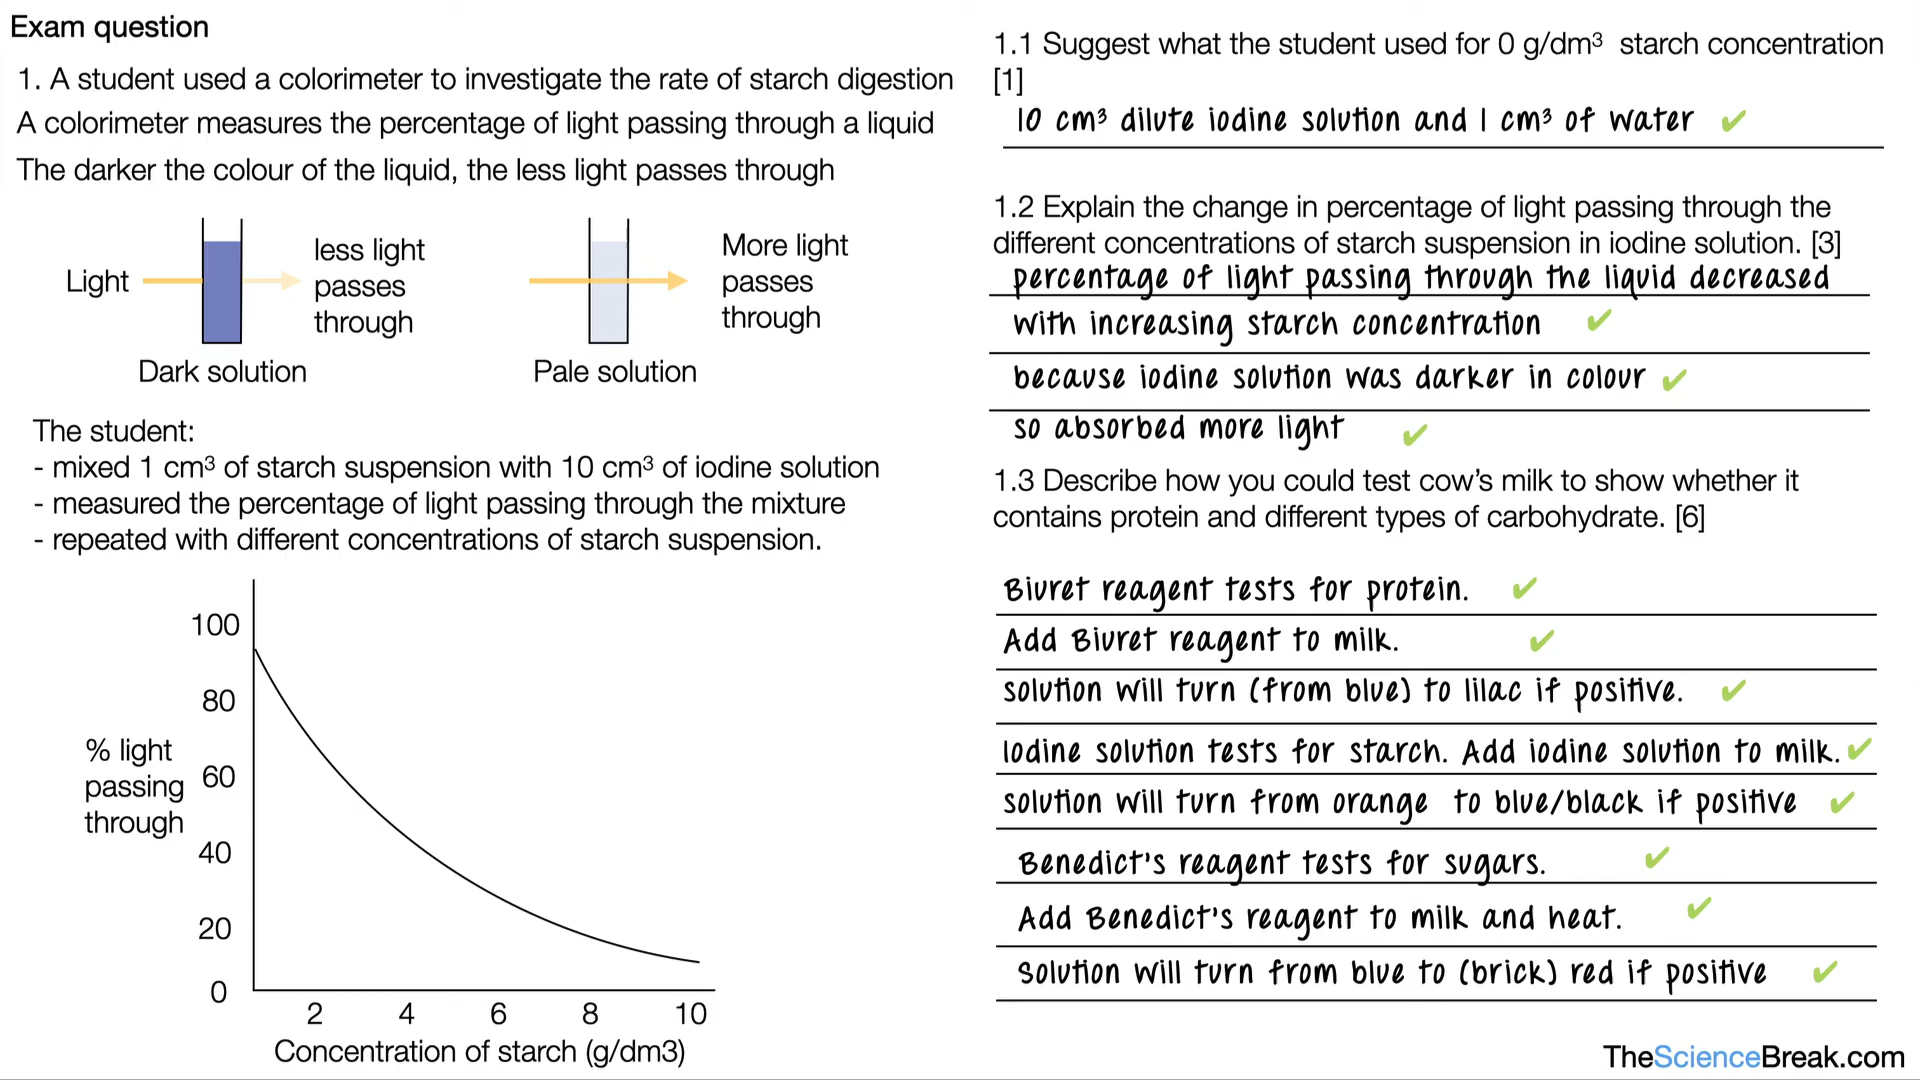 Exam question
1. A student used a colorimeter to investigate the rate of starch digestion
A colorimeter measures the percentage of light passing through a liquid
The darker the colour of the liquid, the less light passes through
Light
less light
passes
through
More light
passes
through
Dark solution
Pale solution
The student:
- mixed 1 cm³ of starch suspension with 10 cm³ of iodine solution
- measured the percentage of light passing through the mixture
- repeated with different concentrations of starch suspension.
100
80
% light
passing
through
60
40
20
0
2 4 6 8 10
Concentration of starch (g/dm3)
1.1 Suggest what the student used for 0 g/dm³ starch concentration
[1]
10 cm³ dilute iodine solution and 1 cm³ of water ✔
1.2 Explain the change in percentage of light passing through the
different concentrations of starch suspension in iodine solution. [3]
percentage of light passing through the liquid decreased
with increasing starch concentration ✔
because iodine solution was darker in colour ✔
so absorbed more light ✔
1.3 Describe how you could test cow's milk to show whether it
contains protein and different types of carbohydrate. [6]
Biuret reagent tests for protein. ✔
Add Biuret reagent to milk. ✔
solution will turn (from blue) to lilac if positive. ✔
Iodine solution tests for starch. Add iodine solution to milk. ✔
solution will turn from orange to blue/black if positive ✔
Benedict's reagent tests for sugars. ✔
Add Benedict's reagent to milk and heat. ✔
Solution will turn from blue to (brick) red if positive ✔
TheScienceBreak.com